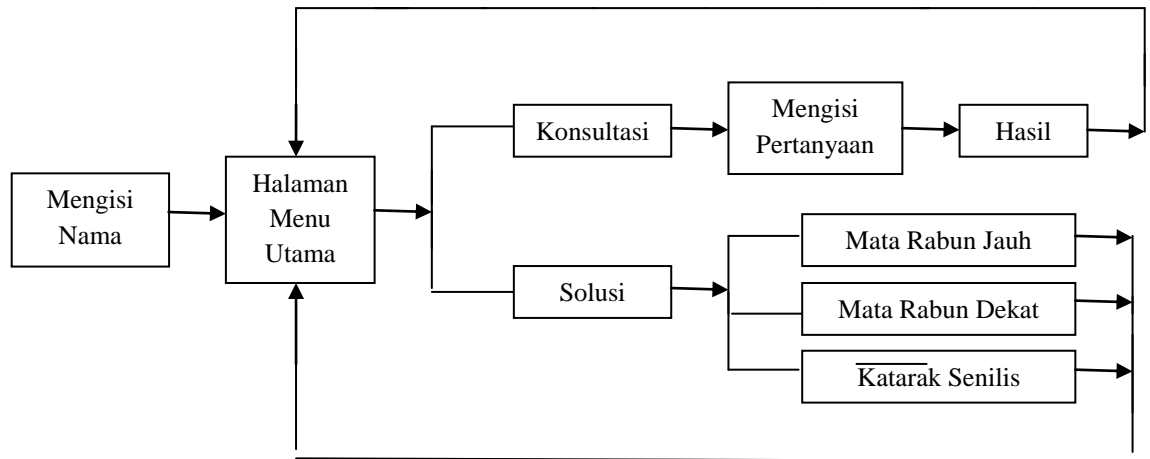 Mengisi
Nama
Halaman
Menu
Utama
Konsultasi
Mengisi
Pertanyaan
Hasil
Solusi
Mata Rabun Jauh
Mata Rabun Dekat
Katarak Senilis